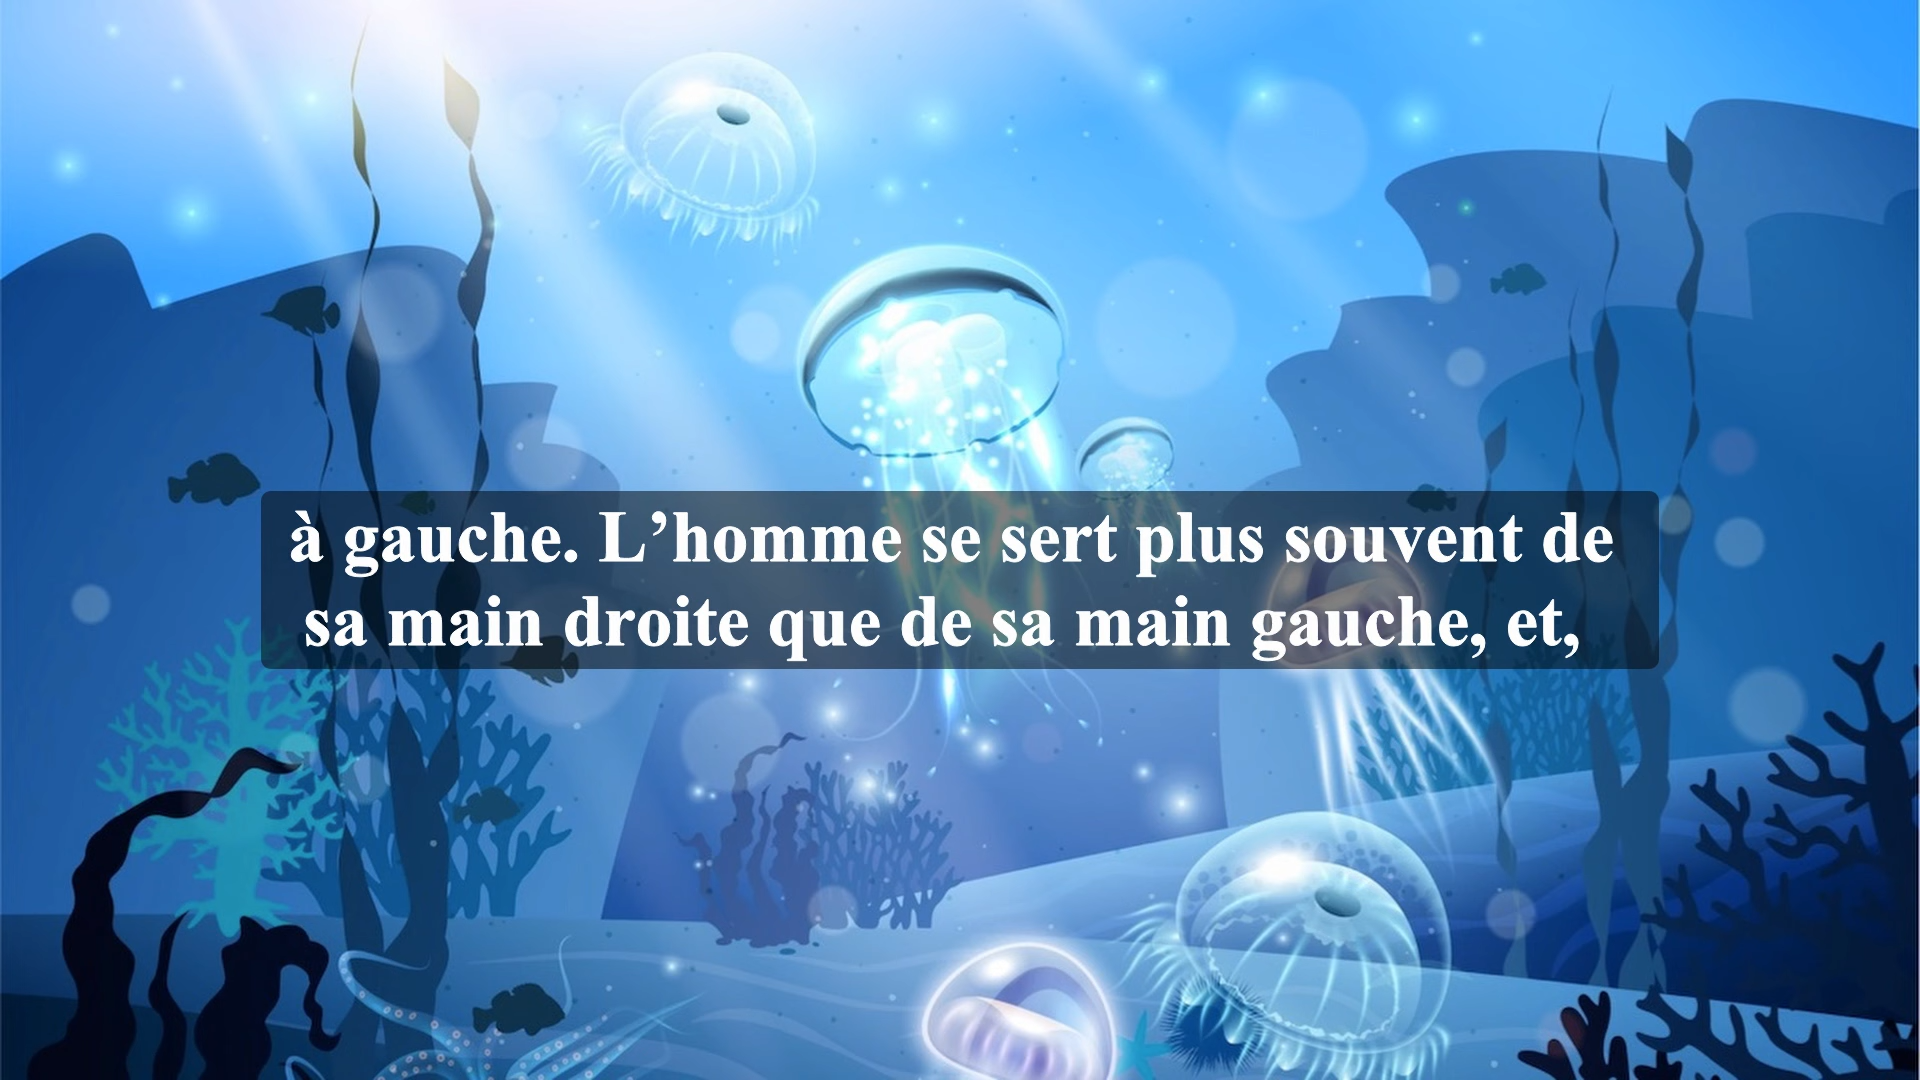 à gauche. L’homme se sert plus souvent de
sa main droite que de sa main gauche, et,